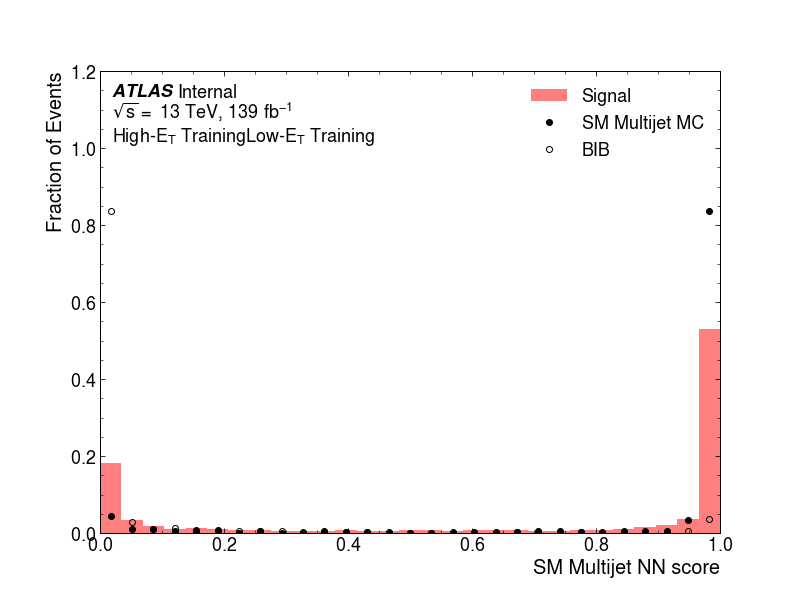 ATLAS Internal
√s = 13 TeV, 139 fb⁻¹
High-E_T TrainingLow-E_T Training
Signal
SM Multijet MC
BIB
Fraction of Events
1.2
1.0
0.8
0.6
0.4
0.2
0.0
0.0 0.2 0.4 0.6 0.8 1.0
SM Multijet NN score